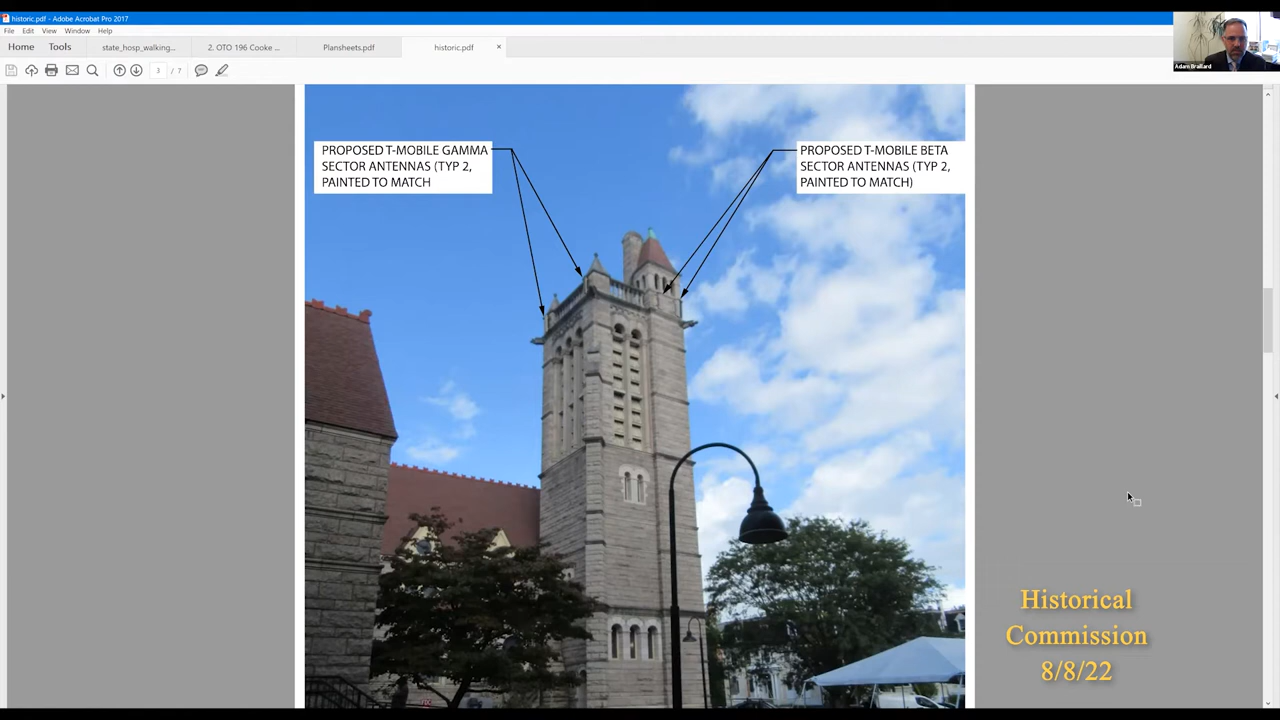 historic.pdf - Adobe Acrobat Pro 2017
File Edit View Window Help
Home Tools state_hosp_walking... 2. OTO 196 Cooke ... Plansheets.pdf historic.pdf ×
3 / 7
Adam Braillard
PROPOSED T-MOBILE GAMMA
SECTOR ANTENNAS (TYP 2,
PAINTED TO MATCH
PROPOSED T-MOBILE BETA
SECTOR ANTENNAS (TYP 2,
PAINTED TO MATCH)
Historical
Commission
8/8/22